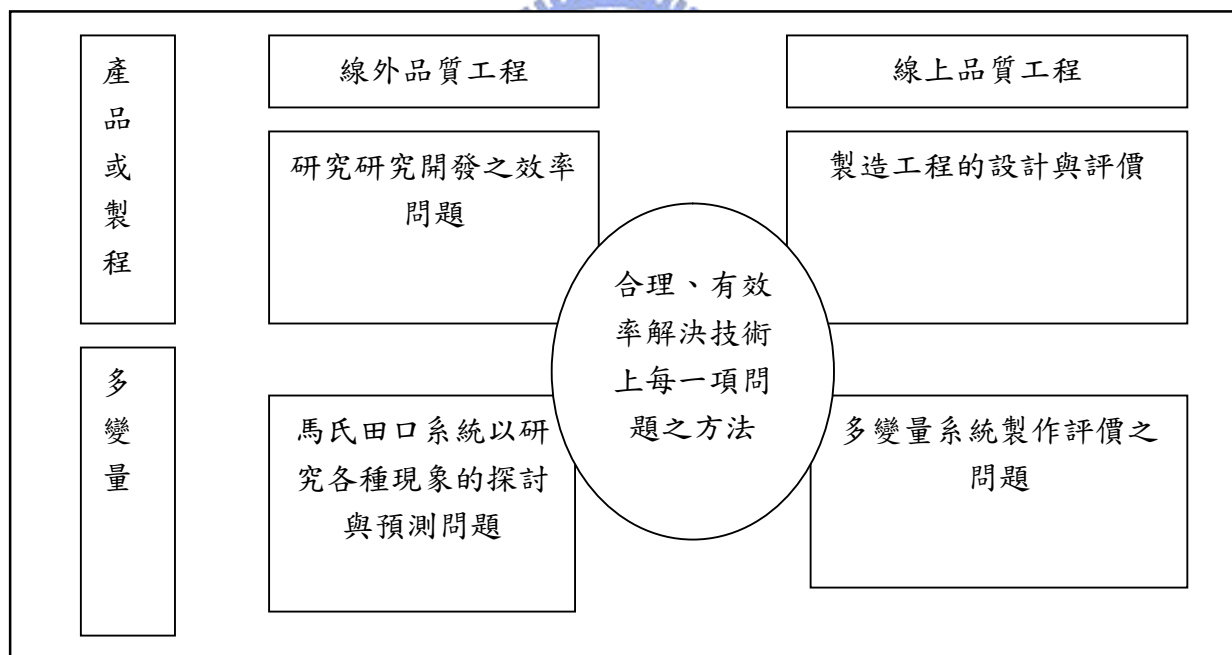 產
品
或
製
程
線外品質工程
線上品質工程
研究研究開發之效率
問題
製造工程的設計與評價
合理、有效
率解決技術
上每一項問
題之方法
多
變
量
馬氏田口系統以研
究各種現象的探討
與預測問題
多變量系統製作評價之
問題